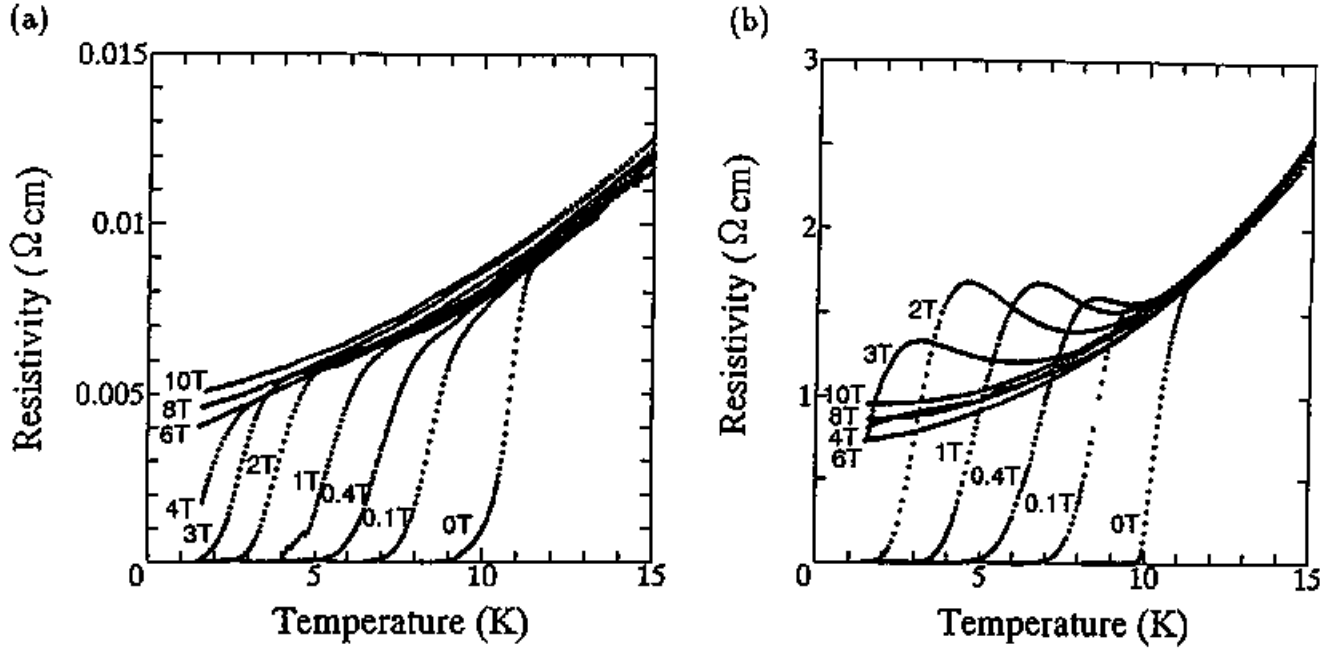 (a)
0.015
0.01
0.005
0
5
10
15
Resistivity (Ω cm)
Temperature (K)
10T
8T
6T
4T
3T
2T
1T
0.4T
0.1T
0T
(b)
3
2
1
0
5
10
15
Resistivity (Ω cm)
Temperature (K)
2T
3T
10T
8T
4T
6T
1T
0.4T
0.1T
0T